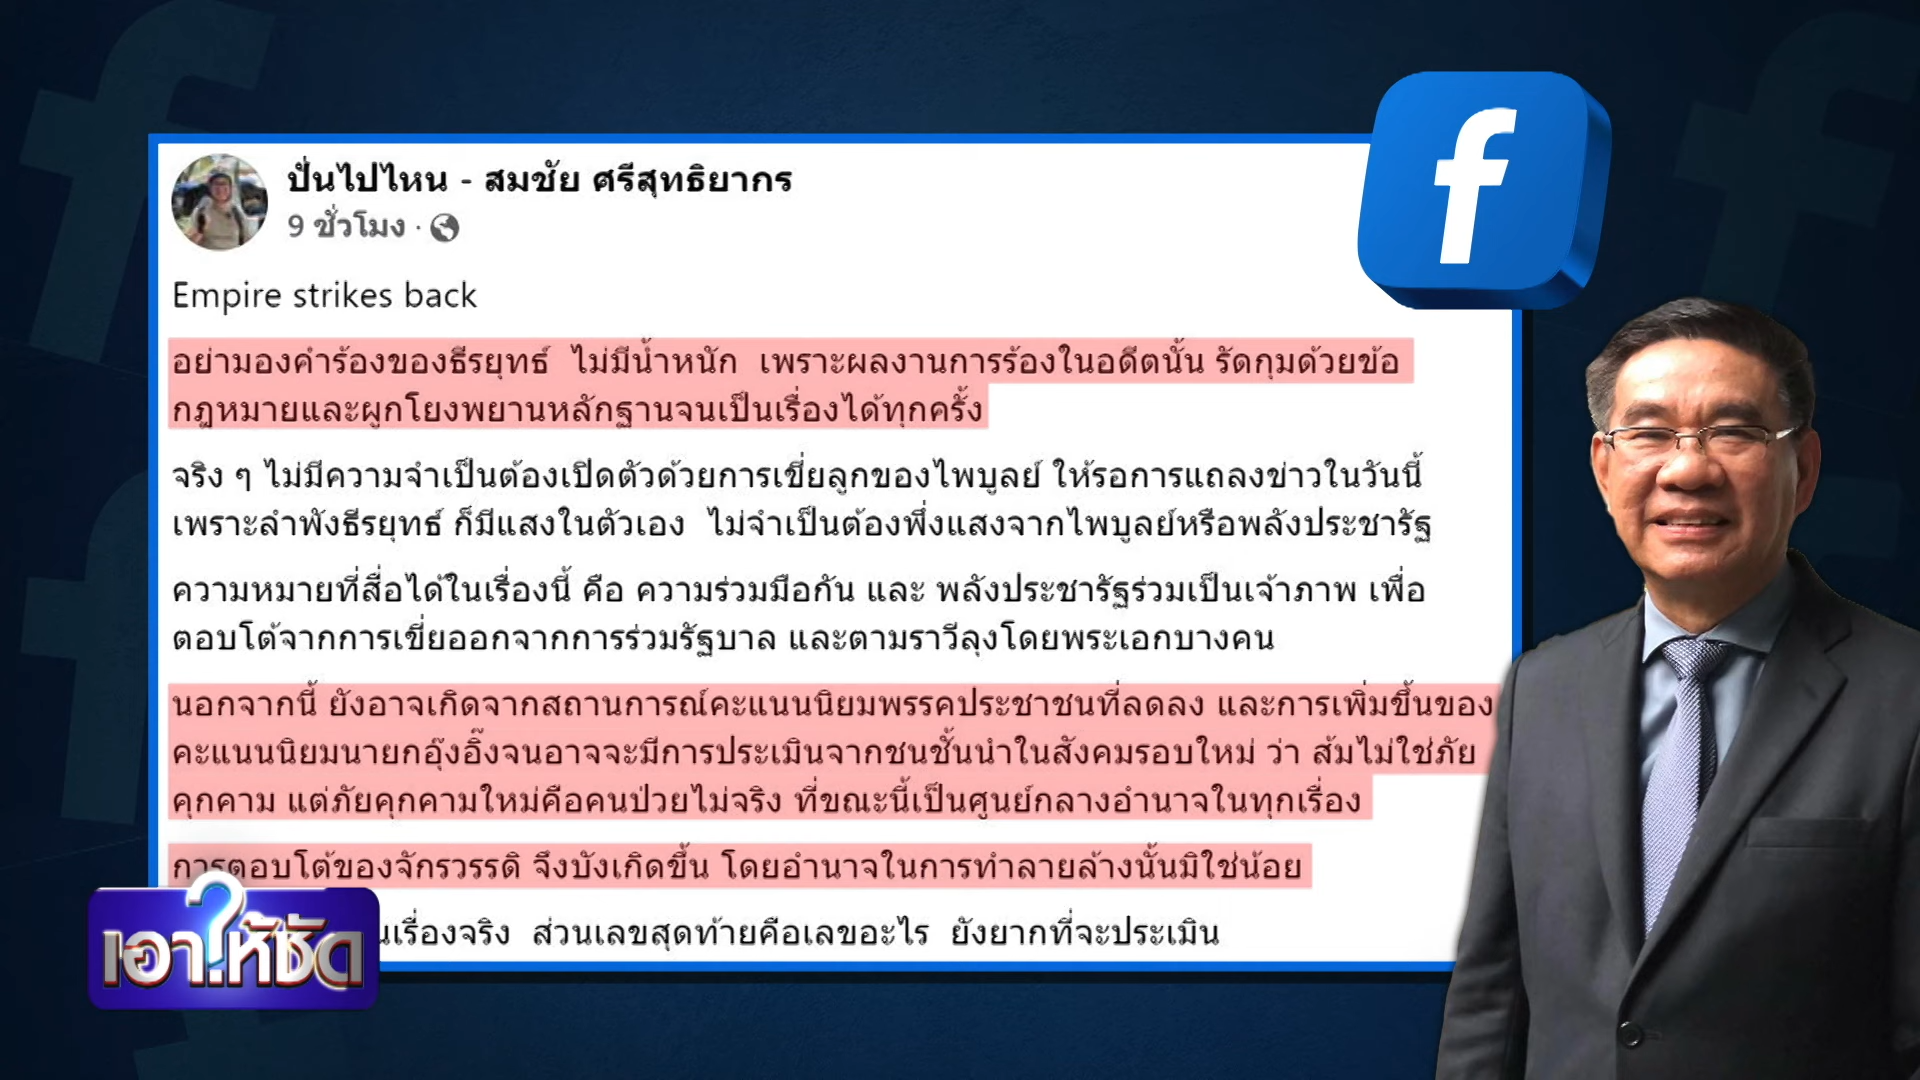 ปั่นไปไหน - สมชัย ศรีสุทธิยากร
9 ชั่วโมง ·
Empire strikes back
อย่ามองคำร้องของธีรยุทธ์ ไม่มีน้ำหนัก เพราะผลงานการร้องในอดีตนั้น รัดกุมด้วยข้อ
กฎหมายและผูกโยงพยานหลักฐานจนเป็นเรื่องได้ทุกครั้ง
จริง ๆ ไม่มีความจำเป็นต้องเปิดตัวด้วยการเขี่ยลูกของไพบูลย์ ให้รอการแถลงข่าวในวันนี้
เพราะลำพังธีรยุทธ์ ก็มีแสงในตัวเอง ไม่จำเป็นต้องพึ่งแสงจากไพบูลย์หรือพลังประชารัฐ
ความหมายที่สื่อได้ในเรื่องนี้ คือ ความร่วมมือกัน และ พลังประชารัฐร่วมเป็นเจ้าภาพ เพื่อ
ตอบโต้จากการเขี่ยออกจากการร่วมรัฐบาล และตามราวีลุงโดยพระเอกบางคน
นอกจากนี้ ยังอาจเกิดจากสถานการณ์คะแนนนิยมพรรคประชาชนที่ลดลง และการเพิ่มขึ้นของ
คะแนนนิยมนายกอุ๊งอิ๊งจนอาจจะมีการประเมินจากชนชั้นนำในสังคมรอบใหม่ ว่า ส้มไม่ใช่ภัย
คุกคาม แต่ภัยคุกคามใหม่คือคนป่วยไม่จริง ที่ขณะนี้เป็นศูนย์กลางอำนาจในทุกเรื่อง
การตอบโต้ของจักรวรรดิ จึงบังเกิดขึ้น โดยอำนาจในการทำลายล้างนั้นมิใช่น้อย
นเรื่องจริง ส่วนเลขสุดท้ายคือเลขอะไร ยังยากที่จะประเมิน
เอาให้ชัด